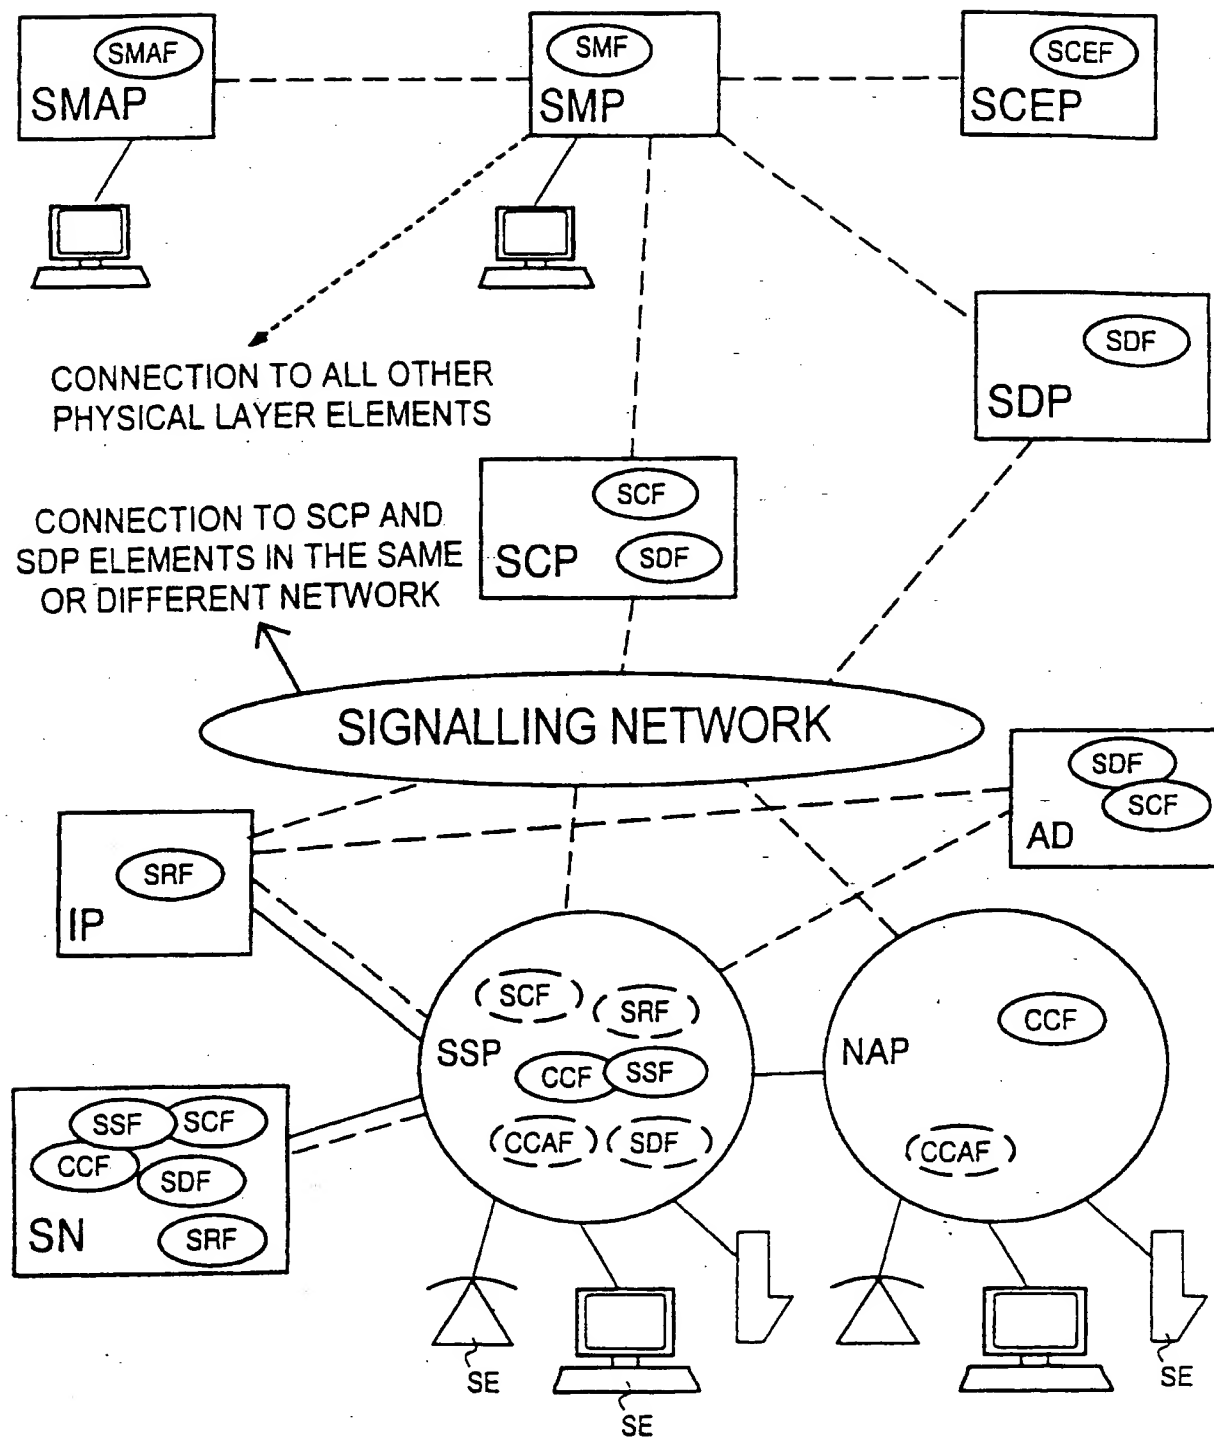 SMAF
SMAP
SMF
SMP
SCEF
SCEP
CONNECTION TO ALL OTHER
PHYSICAL LAYER ELEMENTS
SDF
SDP
CONNECTION TO SCP AND
SDP ELEMENTS IN THE SAME
OR DIFFERENT NETWORK
SCF
SCP
SDF
SIGNALLING NETWORK
SDF
SCF
AD
SRF
IP
SCF
SRF
SSP
CCF
SSF
CCAF
SDF
NAP
CCF
CCAF
SSF
SCF
CCF
SDF
SN
SRF
SE
SE
SE